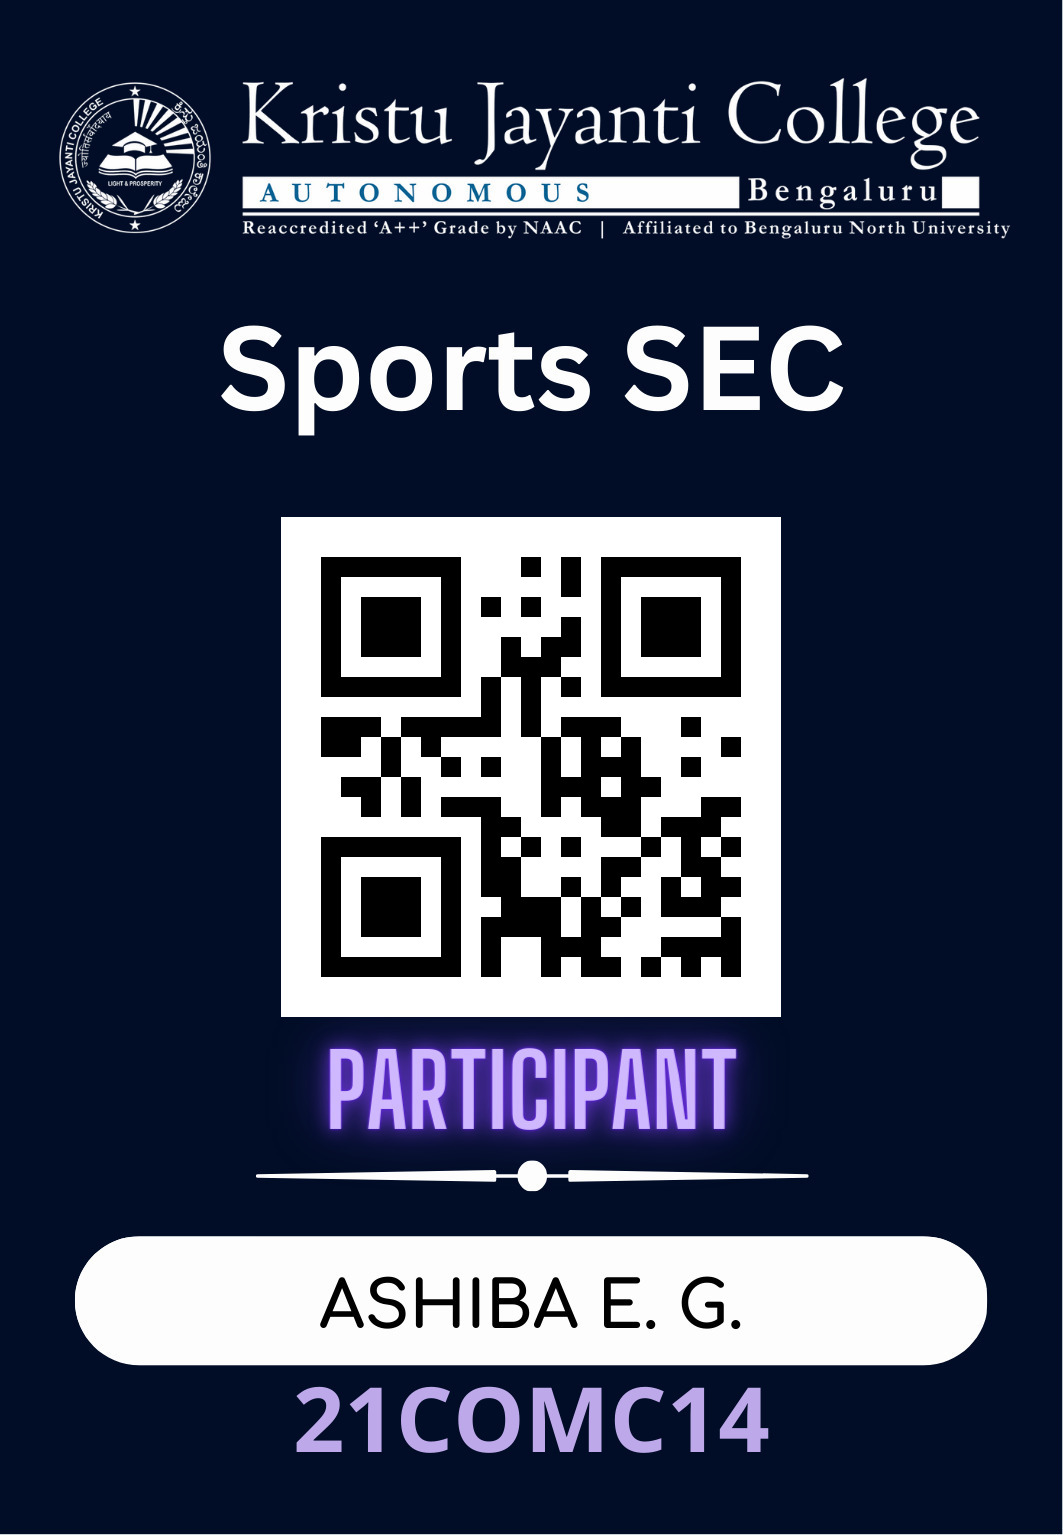 Kristu Jayanti College
AUTONOMOUS Bengaluru
Reaccredited ‘A++’ Grade by NAAC | Affiliated to Bengaluru North University
KRISTU JAYANTI COLLEGE
LIGHT & PROSPERITY
Sports SEC
PARTICIPANT
ASHIBA E. G.
21COMC14